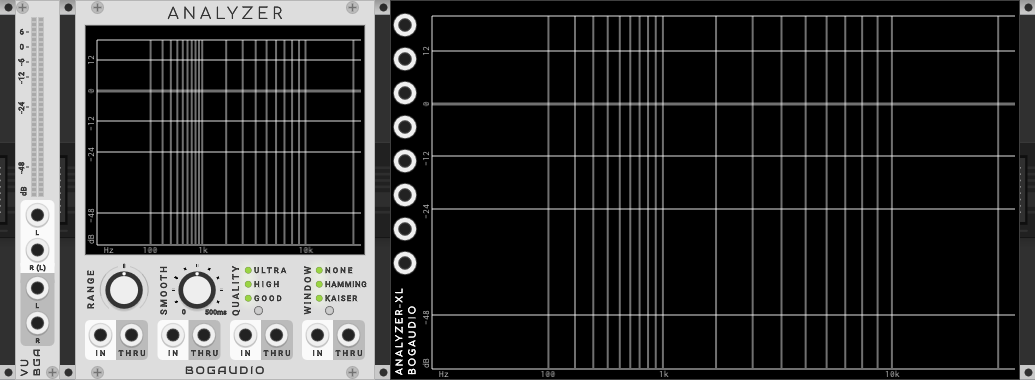 6-
0-
-6-
-12-
-24-
-48-
dB
L
R (L)
L
R
VU
BGA
ANALYZER
12
0
-12
-24
-48
dB
Hz 100 1k 10k
RANGE
SMOOTH
0 500ms
QUALITY
ULTRA
HIGH
GOOD
WINDOW
NONE
HAMMING
KAISER
IN THRU IN THRU IN THRU IN THRU
BOGAUDIO
ANALYZER-XL
BOGAUDIO
12
0
-12
-24
-48
dB
Hz 100 1k 10k